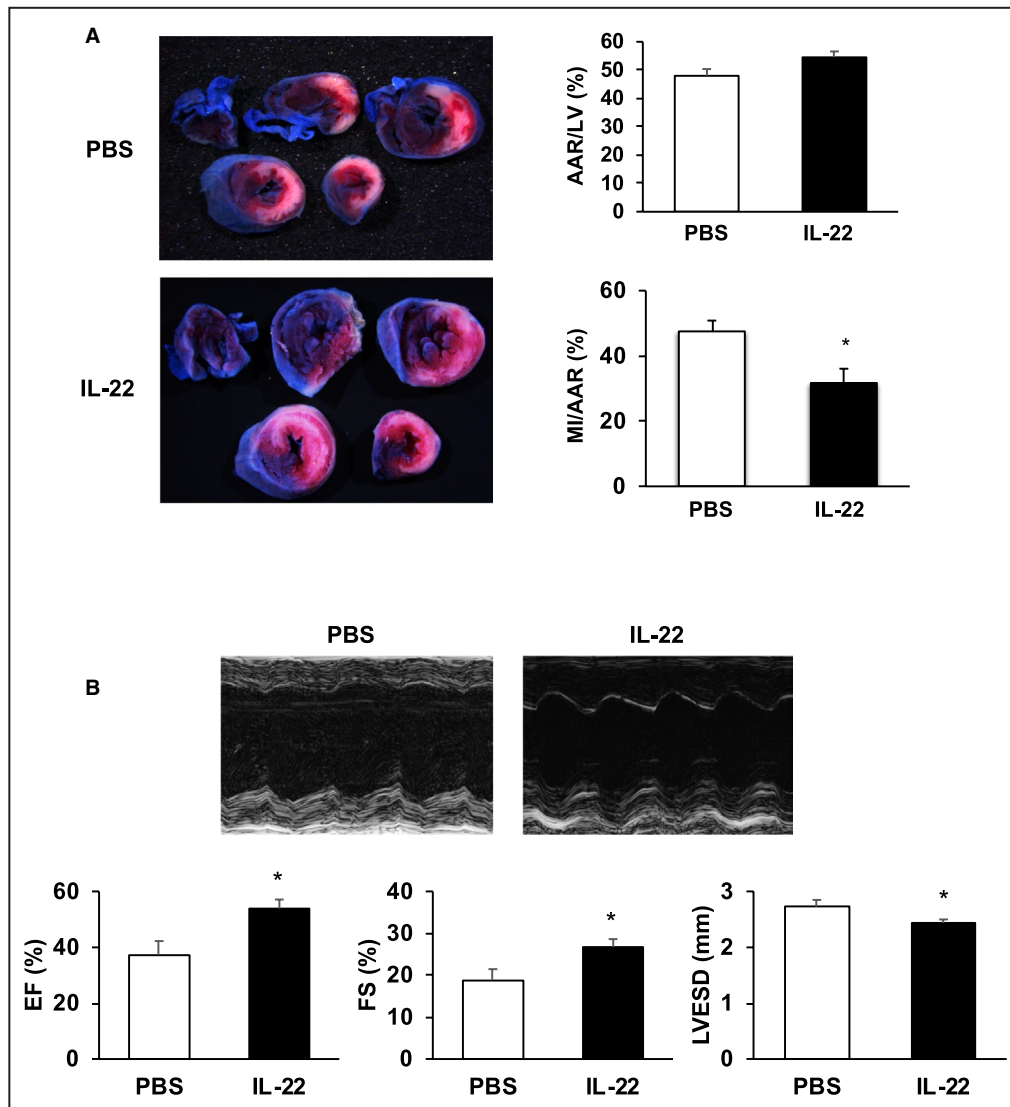 A
PBS
IL-22
AAR/LV (%)
60
50
40
30
20
10
0
PBS IL-22
MI/AAR (%)
60
40
20
0
*
PBS IL-22
B
PBS IL-22
EF (%)
60
40
20
0
*
PBS IL-22
FS (%)
40
30
20
10
0
*
PBS IL-22
LVESD (mm)
3
2
1
0
*
PBS IL-22